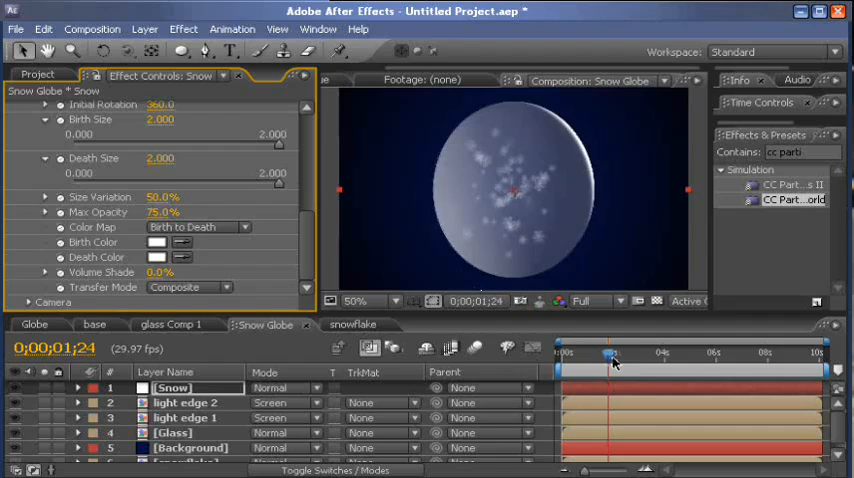 Adobe After Effects - Untitled Project.aep *
File Edit Composition Layer Effect Animation View Window Help
Workspace: Standard
Project Effect Controls: Snow
Footage: (none) Composition: Snow Globe
Info Audio
Snow Globe * Snow
Time Controls
Initial Rotation 360.0
Birth Size 2.000
0.000 2.000
Death Size 2.000
0.000 2.000
Size Variation 50.0%
Max Opacity 75.0%
Color Map Birth to Death
Birth Color
Death Color
Volume Shade 0.0%
Transfer Mode Composite
Camera
Effects & Presets
Contains: cc parti
Simulation
CC Part...s II
CC Part...orld
50% 0;00;01;24 Full Active C
Globe base glass Comp 1 Snow Globe snowflake
0;00;01;24 (29.97 fps)
04s 06s 08s 10s
# Layer Name Mode T TrkMat Parent
1 [Snow] Normal None
2 light edge 2 Screen None None
3 light edge 1 Screen None None
4 [Glass] Normal None None
5 [Background] Normal None None
Toggle Switches / Modes